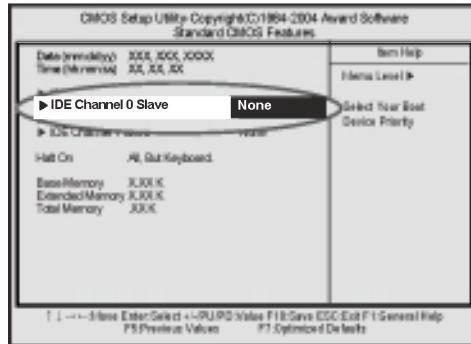 CMOS Setup Utility-Copyright(C)1984-2004 Award Software
Standard CMOS Features
Date (mm:dd:yy) XXX, XXX, XXXX
Time (hh:mm:ss) XX, XX, XX
Item Help
Menu Level ▶
▶ IDE Channel 0 Slave None
Select Your Boot
Device Priority
▶ IDE Channel None
Halt On All, But Keyboard.
Base Memory X.XX K
Extended Memory X.XX K
Total Memory .XX K
↑ ↓ →← :Move Enter:Select +/-/PU/PD:Value F10:Save ESC:Exit F1:General Help
F5:Previous Values F7:Optimized Defaults